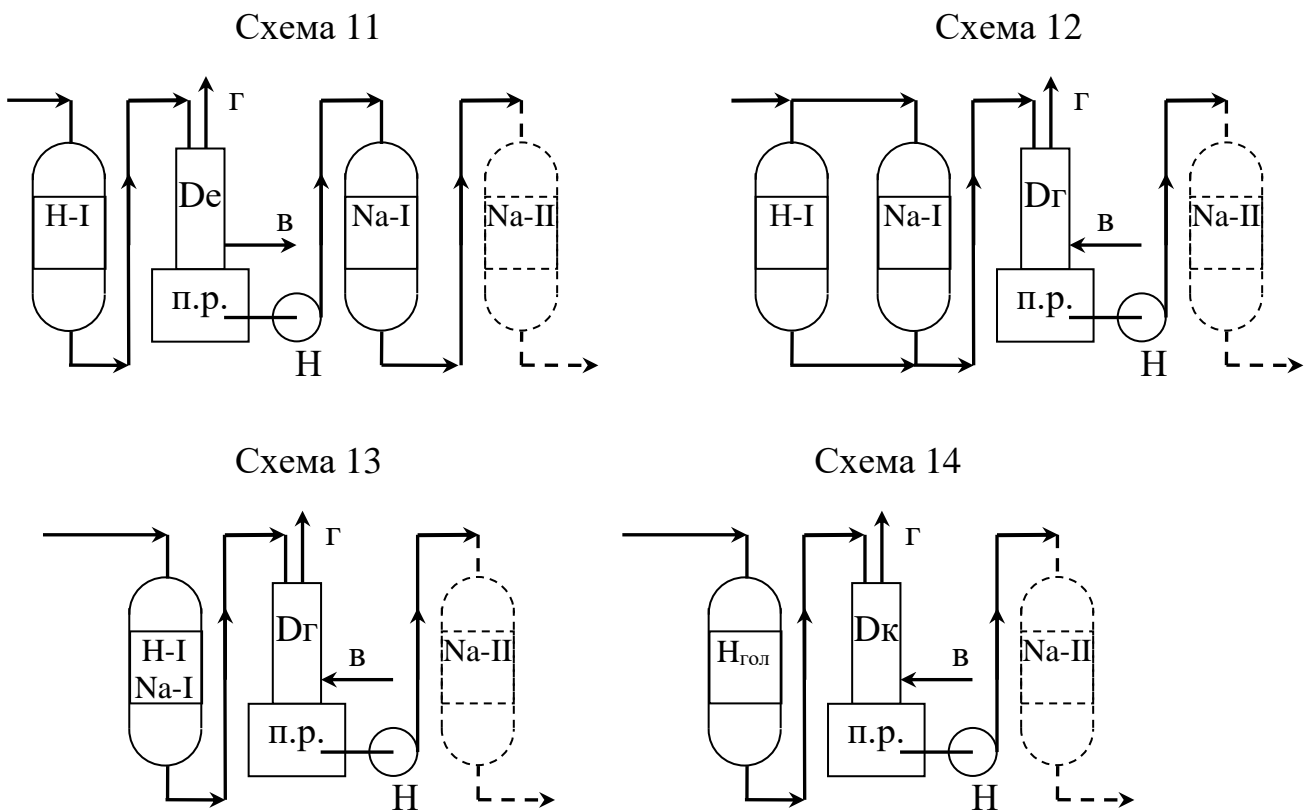 Схема 11
г
H-I
De
Na-I
Na-II
в
п.р.
Н
Схема 12
г
H-I
Na-I
Dг
Na-II
в
п.р.
Н
Схема 13
г
H-I
Na-I
Dг
Na-II
в
п.р.
Н
Схема 14
г
Нгол
Dк
Na-II
в
п.р.
Н